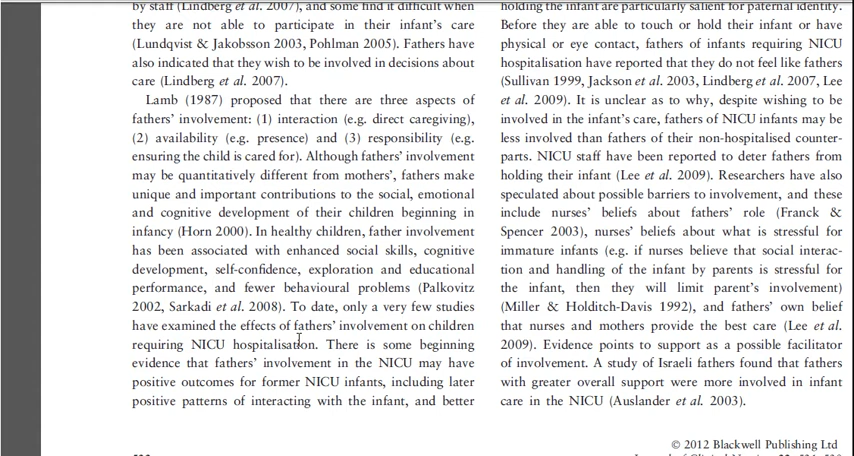 by staff (Lindberg et al. 2007), and some find it difficult when
they are not able to participate in their infant's care
(Lundqvist & Jakobsson 2003, Pohlman 2005). Fathers have
also indicated that they wish to be involved in decisions about
care (Lindberg et al. 2007).
Lamb (1987) proposed that there are three aspects of
fathers' involvement: (1) interaction (e.g. direct caregiving),
(2) availability (e.g. presence) and (3) responsibility (e.g.
ensuring the child is cared for). Although fathers' involvement
may be quantitatively different from mothers', fathers make
unique and important contributions to the social, emotional
and cognitive development of their children beginning in
infancy (Horn 2000). In healthy children, father involvement
has been associated with enhanced social skills, cognitive
development, self-confidence, exploration and educational
performance, and fewer behavioural problems (Palkovitz
2002, Sarkadi et al. 2008). To date, only a very few studies
have examined the effects of fathers' involvement on children
requiring NICU hospitalisation. There is some beginning
evidence that fathers' involvement in the NICU may have
positive outcomes for former NICU infants, including later
positive patterns of interacting with the infant, and better
holding the infant are particularly salient for paternal identity.
Before they are able to touch or hold their infant or have
physical or eye contact, fathers of infants requiring NICU
hospitalisation have reported that they do not feel like fathers
(Sullivan 1999, Jackson et al. 2003, Lindberg et al. 2007, Lee
et al. 2009). It is unclear as to why, despite wishing to be
involved in the infant's care, fathers of NICU infants may be
less involved than fathers of their non-hospitalised counter-
parts. NICU staff have been reported to deter fathers from
holding their infant (Lee et al. 2009). Researchers have also
speculated about possible barriers to involvement, and these
include nurses' beliefs about fathers' role (Franck &
Spencer 2003), nurses' beliefs about what is stressful for
immature infants (e.g. if nurses believe that social interac-
tion and handling of the infant by parents is stressful for
the infant, then they will limit parent's involvement)
(Miller & Holditch-Davis 1992), and fathers' own belief
that nurses and mothers provide the best care (Lee et al.
2009). Evidence points to support as a possible facilitator
of involvement. A study of Israeli fathers found that fathers
with greater overall support were more involved in infant
care in the NICU (Auslander et al. 2003).
© 2012 Blackwell Publishing Ltd